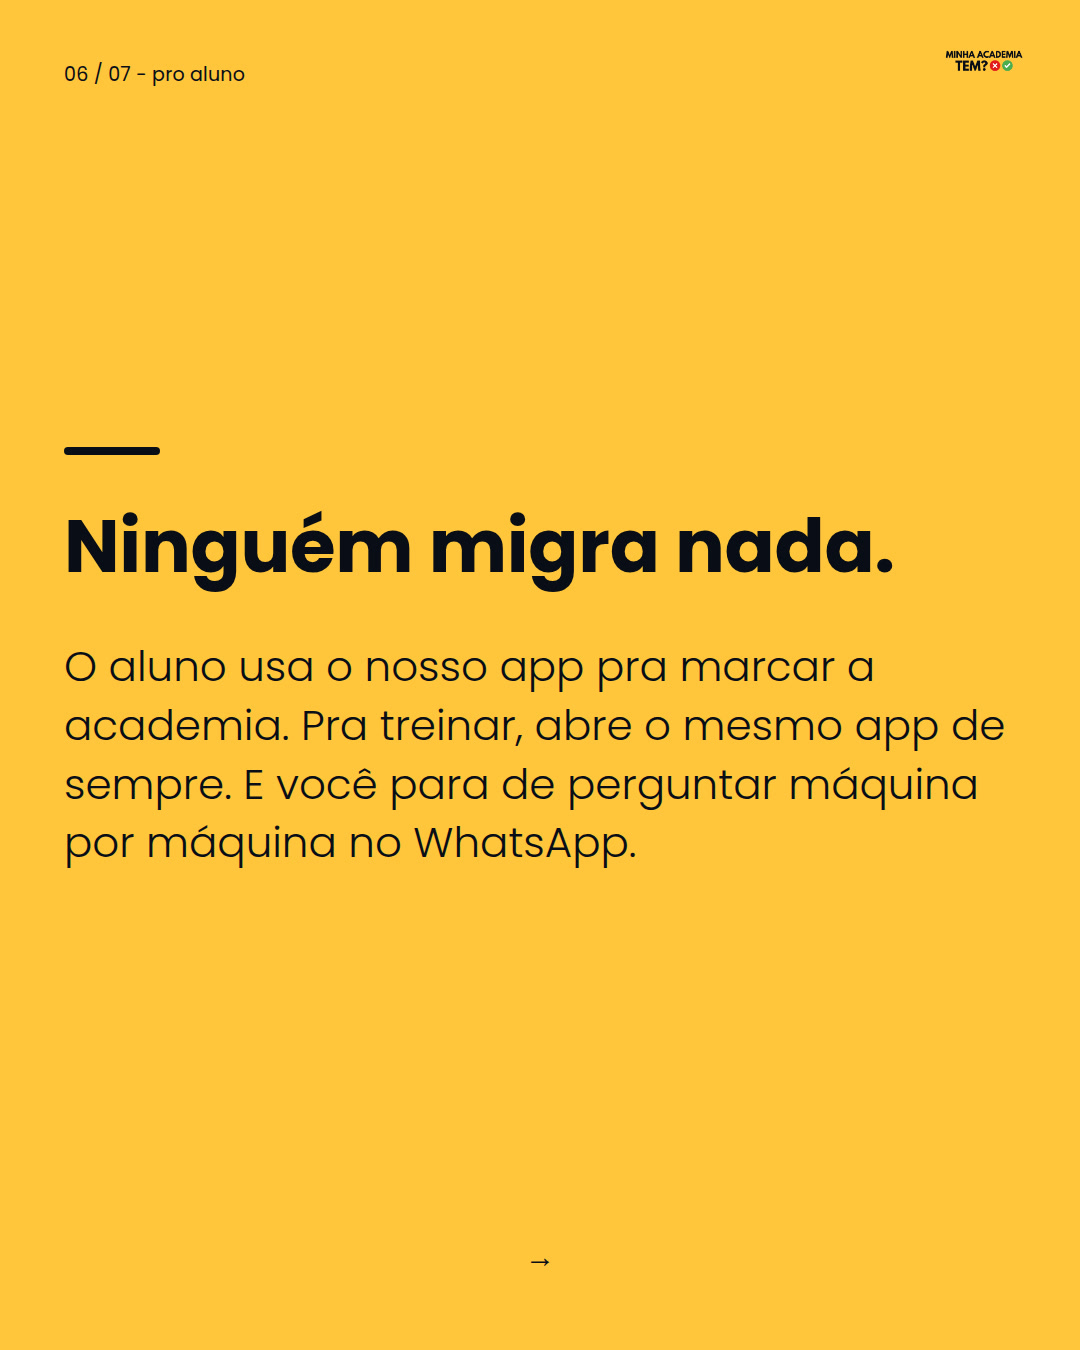 06 / 07 - pro aluno
MINHA ACADEMIA
TEM?
Ninguém migra nada.
O aluno usa o nosso app pra marcar a
academia. Pra treinar, abre o mesmo app de
sempre. E você para de perguntar máquina
por máquina no WhatsApp.
→